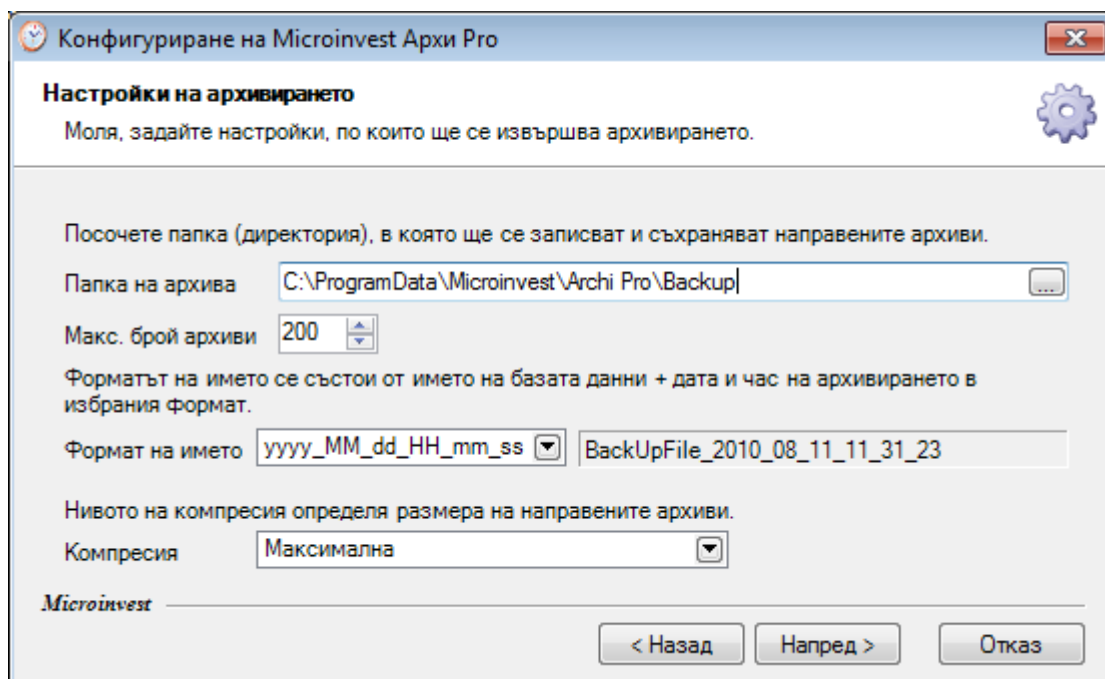 Конфигуриране на Microinvest Архи Pro
Настройки на архивирането
Моля, задайте настройки, по които ще се извършва архивирането.
Посочете папка (директория), в която ще се записват и съхраняват направените архиви.
Папка на архива C:\ProgramData\Microinvest\Archi Pro\Backup ...
Макс. брой архиви 200
Форматът на името се състои от името на базата данни + дата и час на архивирането в
избрания формат.
Формат на името yyyy_MM_dd_HH_mm_ss BackUpFile_2010_08_11_11_31_23
Нивото на компресия определя размера на направените архиви.
Компресия Максимална
Microinvest
< Назад Напред > Отказ